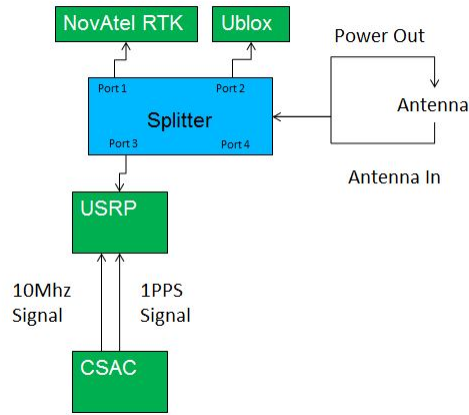 NovAtel RTK
Ublox
Power Out
Port 1
Port 2
Antenna
Splitter
Port 3
Port 4
Antenna In
USRP
10Mhz
Signal
1PPS
Signal
CSAC